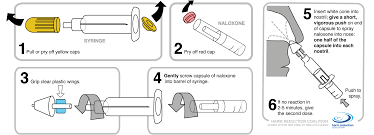 SYRINGE
1 Pull or pry off yellow caps
NALOXONE
2 Pry off red cap
3 Grip clear plastic wings.
4 Gently screw capsule of naloxone
into barrel of syringe.
5 Insert white cone into
nostril; give a short,
vigorous push on end
of capsule to spray
naloxone into nose:
one half of the
capsule into each
nostril.
Push to
spray.
6 If no reaction in
2-5 minutes, give
the second dose.
HARM REDUCTION COALITION